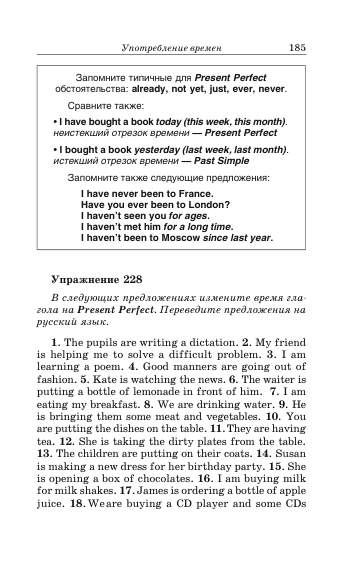 Употребление времен 185
Запомните типичные для Present Perfect
обстоятельства: already, not yet, just, ever, never.
Сравните также:
• I have bought a book today (this week, this month).
неистекший отрезок времени — Present Perfect
• I bought a book yesterday (last week, last month).
истекший отрезок времени — Past Simple
Запомните также следующие предложения:
I have never been to France.
Have you ever been to London?
I haven't seen you for ages.
I haven't met him for a long time.
I haven't been to Moscow since last year.
Упражнение 228
В следующих предложениях измените время гла-
гола на Present Perfect. Переведите предложения на
русский язык.
1. The pupils are writing a dictation. 2. My friend
is helping me to solve a difficult problem. 3. I am
learning a poem. 4. Good manners are going out of
fashion. 5. Kate is watching the news. 6. The waiter is
putting a bottle of lemonade in front of him. 7. I am
eating my breakfast. 8. We are drinking water. 9. He
is bringing them some meat and vegetables. 10. You
are putting the dishes on the table. 11. They are having
tea. 12. She is taking the dirty plates from the table.
13. The children are putting on their coats. 14. Susan
is making a new dress for her birthday party. 15. She
is opening a box of chocolates. 16. I am buying milk
for milk shakes. 17. James is ordering a bottle of apple
juice. 18. We are buying a CD player and some CDs